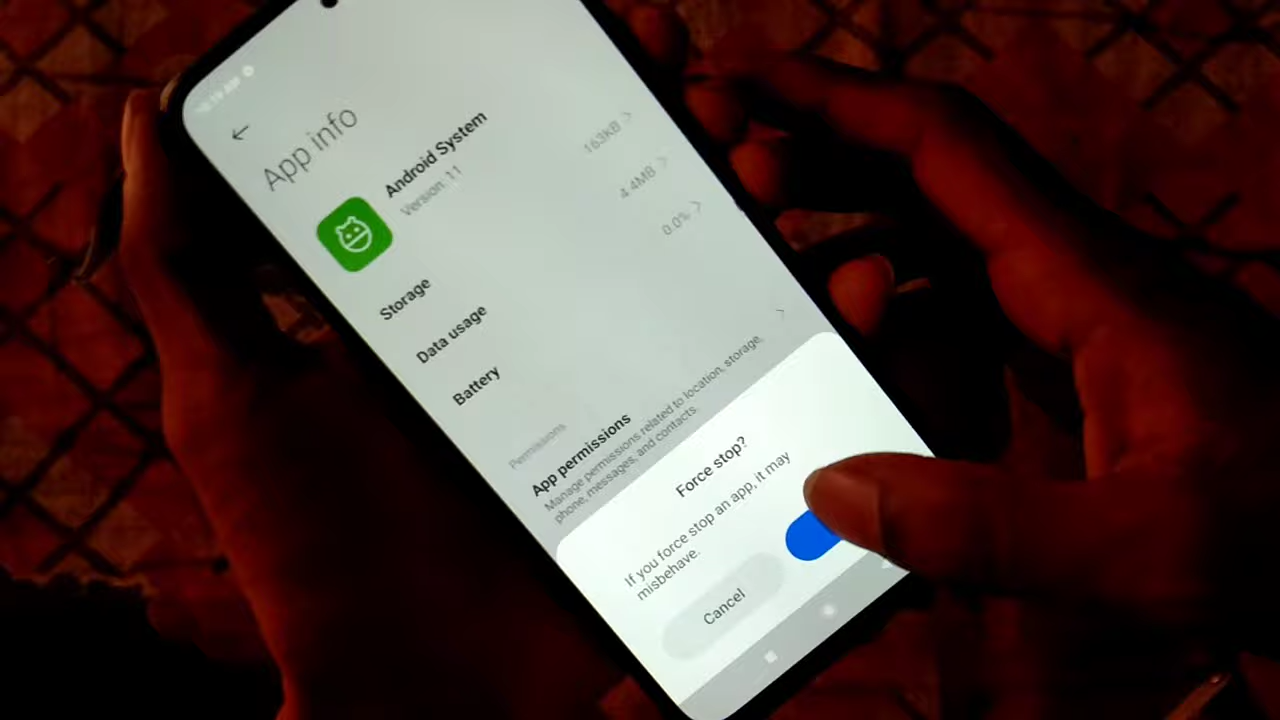 App info
Android System
Version: 11
Storage
163KB
Data usage
4.4MB
Battery
0.0%
Permissions
App permissions
Manage permissions related to location, storage,
phone, messages, and contacts.
Force stop?
If you force stop an app, it may
misbehave.
Cancel